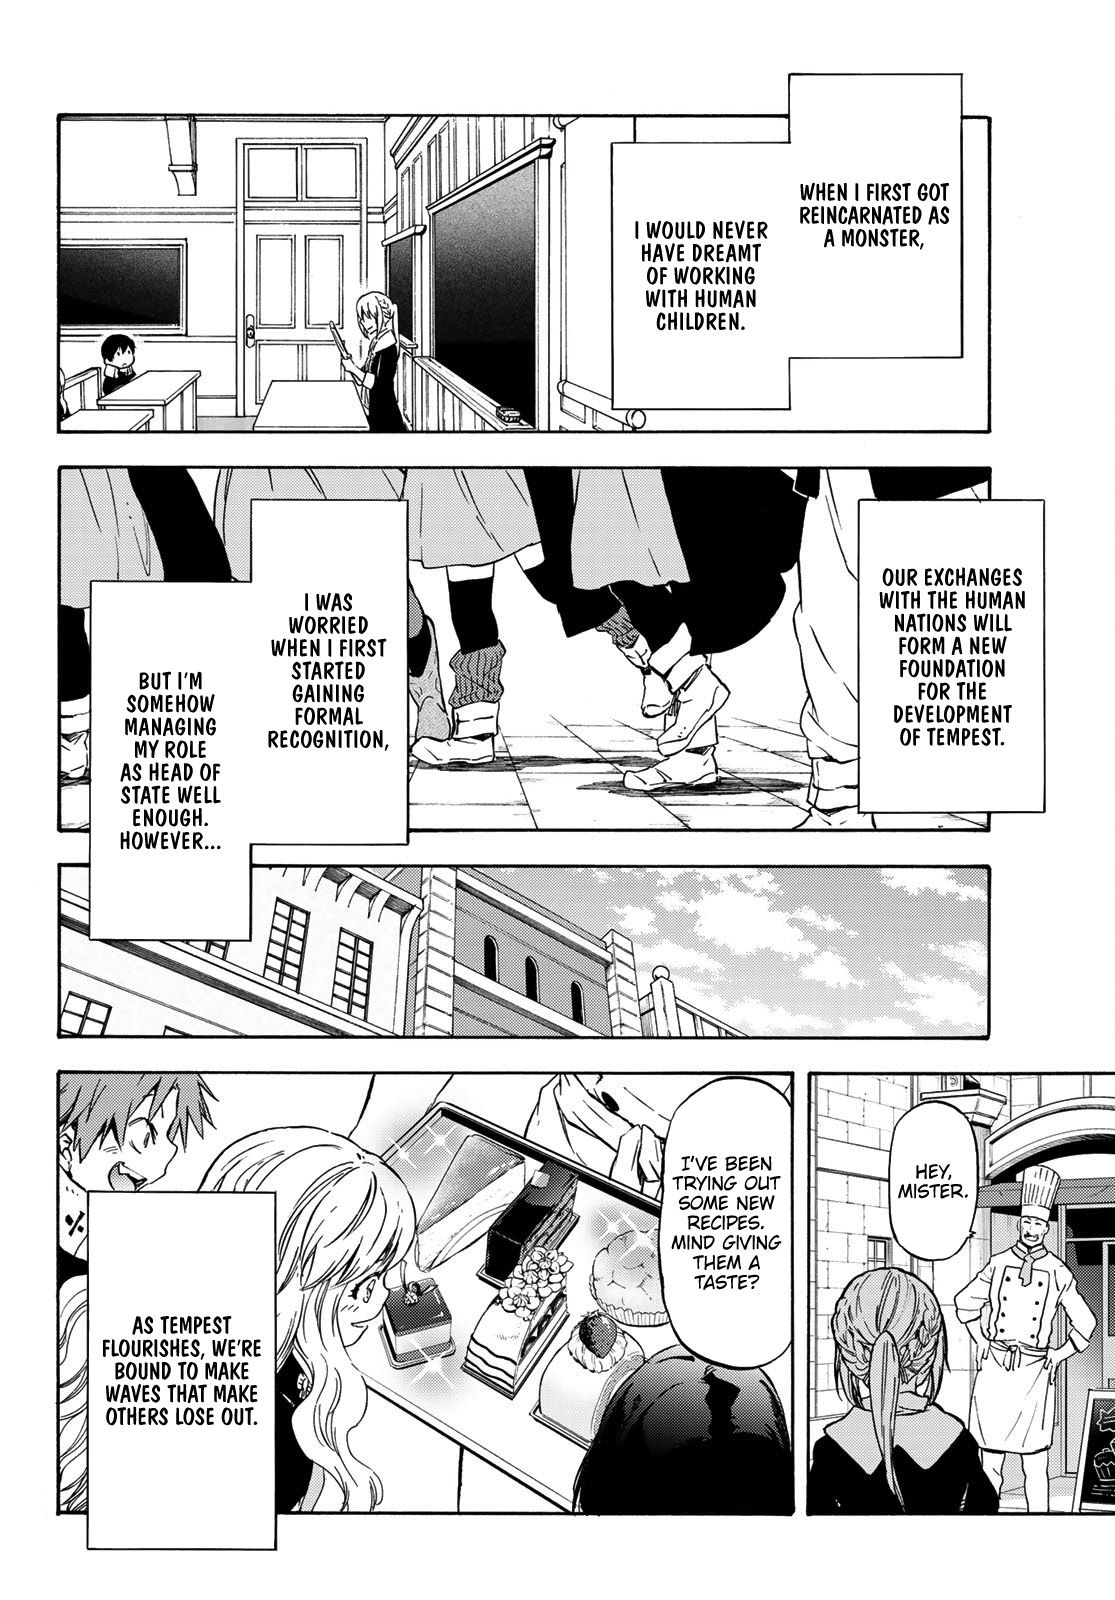 WHEN I FIRST GOT
REINCARNATED AS
A MONSTER,
I WOULD NEVER
HAVE DREAMT
OF WORKING
WITH HUMAN
CHILDREN.
OUR EXCHANGES
WITH THE HUMAN
NATIONS WILL
FORM A NEW
FOUNDATION
FOR THE
DEVELOPMENT
OF TEMPEST.
I WAS
WORRIED
WHEN I FIRST
STARTED
GAINING
FORMAL
RECOGNITION,
BUT I'M
SOMEHOW
MANAGING
MY ROLE
AS HEAD OF
STATE WELL
ENOUGH.
HOWEVER...
HEY,
MISTER.
I'VE BEEN
TRYING OUT
SOME NEW
RECIPES.
MIND GIVING
THEM A
TASTE?
AS TEMPEST
FLOURISHES, WE'RE
BOUND TO MAKE
WAVES THAT MAKE
OTHERS LOSE OUT.